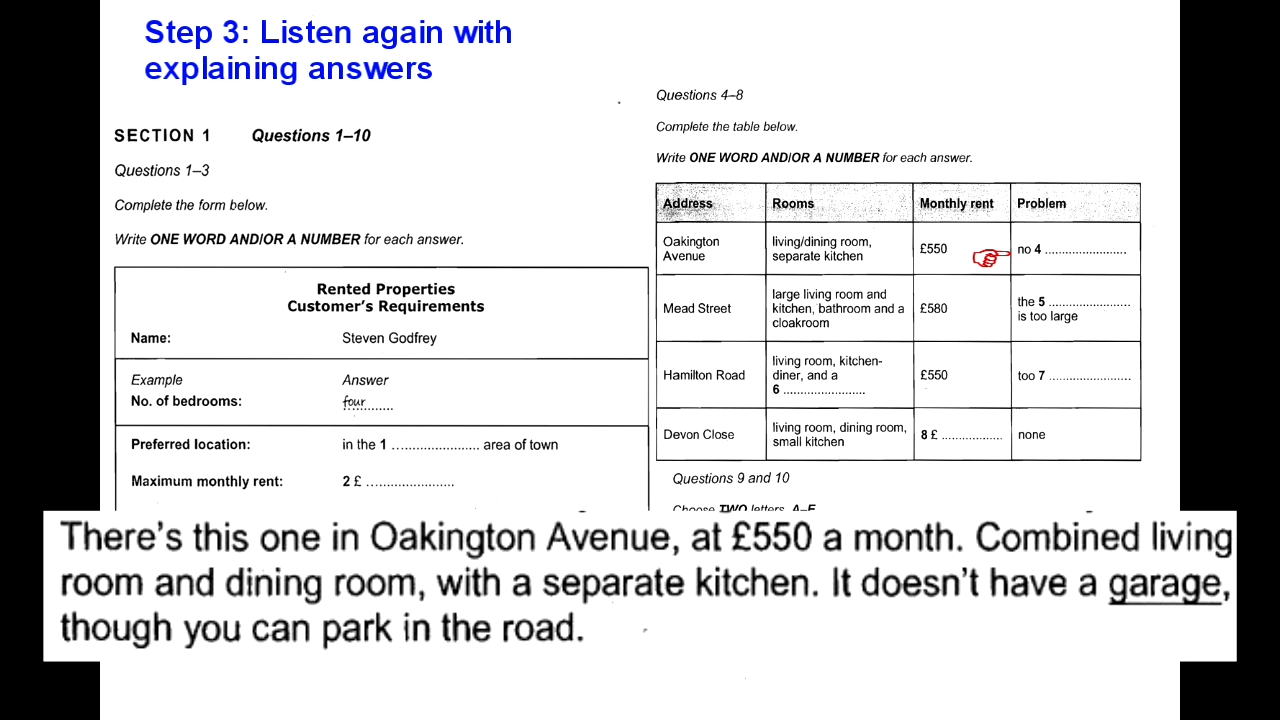 Step 3: Listen again with
explaining answers
SECTION 1 Questions 1–10
Questions 1–3
Complete the form below.
Write ONE WORD AND/OR A NUMBER for each answer.
Rented Properties
Customer's Requirements
Name: Steven Godfrey
Example Answer
No. of bedrooms: four
Preferred location: in the 1 ........................ area of town
Maximum monthly rent: 2 £ ........................
Questions 4–8
Complete the table below.
Write ONE WORD AND/OR A NUMBER for each answer.
Address Rooms Monthly rent Problem
Oakington
Avenue
living/dining room,
separate kitchen
£550
no 4 ........................
Mead Street
large living room and
kitchen, bathroom and a
cloakroom
£580
the 5 ........................
is too large
Hamilton Road
living room, kitchen-
diner, and a
6 ........................
£550
too 7 ........................
Devon Close
living room, dining room,
small kitchen
8 £ ..................
none
Questions 9 and 10
Choose TWO letters, A–E
There's this one in Oakington Avenue, at £550 a month. Combined living
room and dining room, with a separate kitchen. It doesn't have a garage,
though you can park in the road.